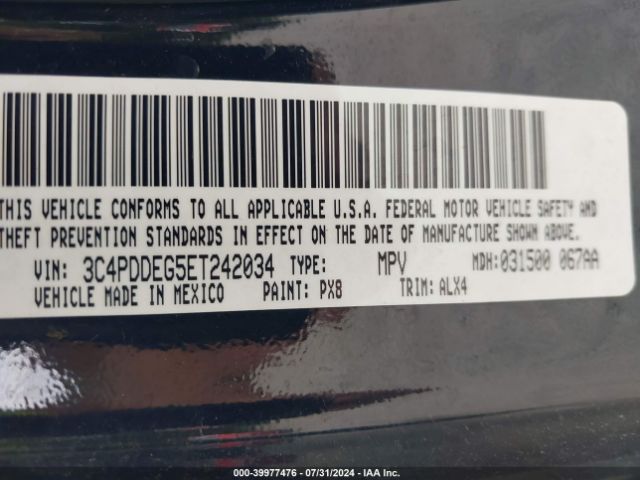 THIS VEHICLE CONFORMS TO ALL APPLICABLE U.S.A. FEDERAL MOTOR VEHICLE SAFETY AND
THEFT PREVENTION STANDARDS IN EFFECT ON THE DATE OF MANUFACTURE SHOWN ABOVE.
VIN: 3C4PDDEG5ET242034 TYPE: MPV MDH:031500 067AA
VEHICLE MADE IN MEXICO PAINT: PX8 TRIM:ALX4
000-39977476 - 07/31/2024 - IAA Inc.